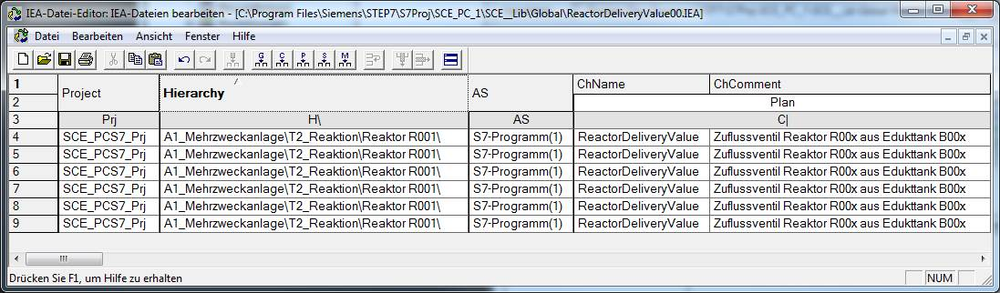 IEA-Datei-Editor: IEA-Dateien bearbeiten - [C:\Program Files\Siemens\STEP7\S7Proj\SCE_PC_1\SCE__Lib\Global\ReactorDeliveryValue00.IEA]
Datei Bearbeiten Ansicht Fenster Hilfe
G C P S M
1 Project Hierarchy AS ChName ChComment
2 Plan
3 Prj H\ AS C|
4 SCE_PCS7_Prj A1_Mehrzweckanlage\T2_Reaktion\Reaktor R001\ S7-Programm(1) ReactorDeliveryValue Zuflussventil Reaktor R00x aus Edukttank B00x
5 SCE_PCS7_Prj A1_Mehrzweckanlage\T2_Reaktion\Reaktor R001\ S7-Programm(1) ReactorDeliveryValue Zuflussventil Reaktor R00x aus Edukttank B00x
6 SCE_PCS7_Prj A1_Mehrzweckanlage\T2_Reaktion\Reaktor R001\ S7-Programm(1) ReactorDeliveryValue Zuflussventil Reaktor R00x aus Edukttank B00x
7 SCE_PCS7_Prj A1_Mehrzweckanlage\T2_Reaktion\Reaktor R001\ S7-Programm(1) ReactorDeliveryValue Zuflussventil Reaktor R00x aus Edukttank B00x
8 SCE_PCS7_Prj A1_Mehrzweckanlage\T2_Reaktion\Reaktor R001\ S7-Programm(1) ReactorDeliveryValue Zuflussventil Reaktor R00x aus Edukttank B00x
9 SCE_PCS7_Prj A1_Mehrzweckanlage\T2_Reaktion\Reaktor R001\ S7-Programm(1) ReactorDeliveryValue Zuflussventil Reaktor R00x aus Edukttank B00x
Drücken Sie F1, um Hilfe zu erhalten NUM